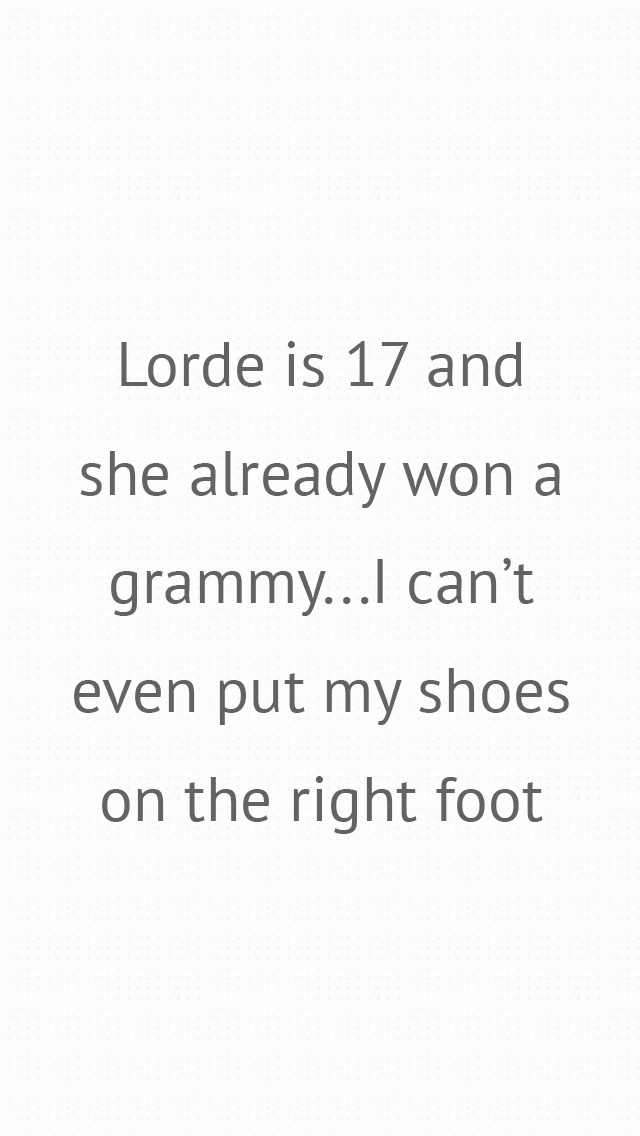 Lorde is 17 and
she already won a
grammy...I can’t
even put my shoes
on the right foot